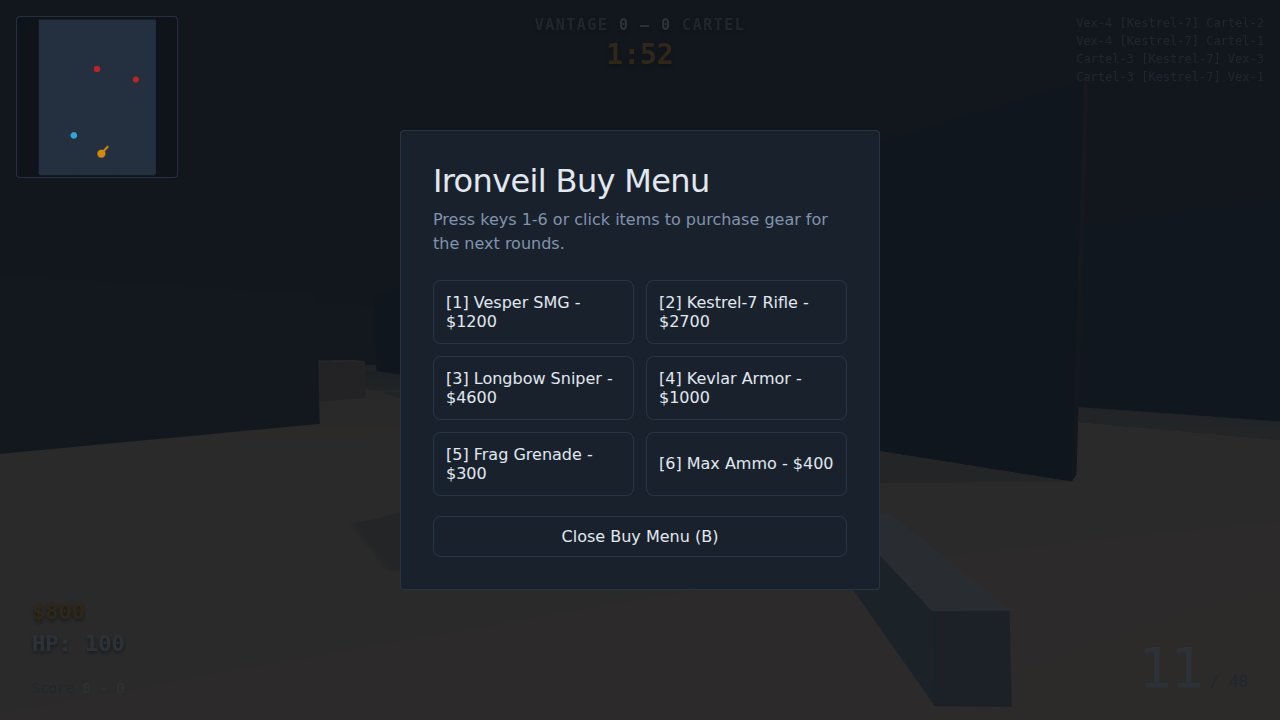 VANTAGE 0 — 0 CARTEL
1:52
Vex-4 [Kestrel-7] Cartel-2
Vex-4 [Kestrel-7] Cartel-1
Cartel-3 [Kestrel-7] Vex-3
Cartel-3 [Kestrel-7] Vex-1
Ironveil Buy Menu
Press keys 1-6 or click items to purchase gear for
the next rounds.
[1] Vesper SMG -
$1200
[2] Kestrel-7 Rifle -
$2700
[3] Longbow Sniper -
$4600
[4] Kevlar Armor -
$1000
[5] Frag Grenade -
$300
[6] Max Ammo - $400
Close Buy Menu (B)
$800
HP: 100
Score 0 - 0
11 / 48